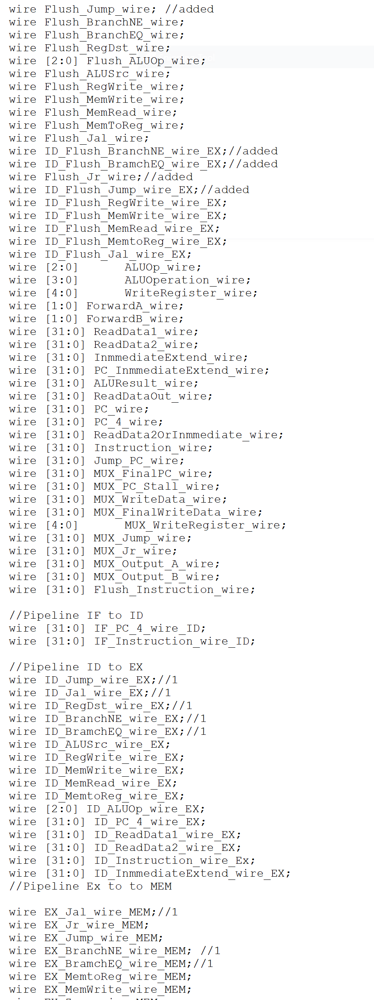 wire Flush_Jump_wire; //added
wire Flush_BranchNE_wire;
wire Flush_BranchEQ_wire;
wire Flush_RegDst_wire;
wire [2:0] Flush_ALUOp_wire;
wire Flush_ALUSrc_wire;
wire Flush_RegWrite_wire;
wire Flush_MemWrite_wire;
wire Flush_MemRead_wire;
wire Flush_MemToReg_wire;
wire Flush_Jal_wire;
wire ID_Flush_BranchNE_wire_EX;//added
wire ID_Flush_BramchEQ_wire_EX;//added
wire Flush_Jr_wire;//added
wire ID_Flush_Jump_wire_EX;//added
wire ID_Flush_RegWrite_wire_EX;
wire ID_Flush_MemWrite_wire_EX;
wire ID_Flush_MemRead_wire_EX;
wire ID_Flush_MemtoReg_wire_EX;
wire ID_Flush_Jal_wire_EX;
wire [2:0] ALUOp_wire;
wire [3:0] ALUOperation_wire;
wire [4:0] WriteRegister_wire;
wire [1:0] ForwardA_wire;
wire [1:0] ForwardB_wire;
wire [31:0] ReadData1_wire;
wire [31:0] ReadData2_wire;
wire [31:0] InmmediateExtend_wire;
wire [31:0] PC_InmmediateExtend_wire;
wire [31:0] ALUResult_wire;
wire [31:0] ReadDataOut_wire;
wire [31:0] PC_wire;
wire [31:0] PC_4_wire;
wire [31:0] ReadData2OrInmmediate_wire;
wire [31:0] Instruction_wire;
wire [31:0] Jump_PC_wire;
wire [31:0] MUX_FinalPC_wire;
wire [31:0] MUX_PC_Stall_wire;
wire [31:0] MUX_WriteData_wire;
wire [31:0] MUX_FinalWriteData_wire;
wire [4:0] MUX_WriteRegister_wire;
wire [31:0] MUX_Jump_wire;
wire [31:0] MUX_Jr_wire;
wire [31:0] MUX_Output_A_wire;
wire [31:0] MUX_Output_B_wire;
wire [31:0] Flush_Instruction_wire;
//Pipeline IF to ID
wire [31:0] IF_PC_4_wire_ID;
wire [31:0] IF_Instruction_wire_ID;
//Pipeline ID to EX
wire ID_Jump_wire_EX;//1
wire ID_Jal_wire_EX;//1
wire ID_RegDst_wire_EX;//1
wire ID_BranchNE_wire_EX;//1
wire ID_BramchEQ_wire_EX;//1
wire ID_ALUSrc_wire_EX;
wire ID_RegWrite_wire_EX;
wire ID_MemWrite_wire_EX;
wire ID_MemRead_wire_EX;
wire ID_MemtoReg_wire_EX;
wire [2:0] ID_ALUOp_wire_EX;
wire [31:0] ID_PC_4_wire_EX;
wire [31:0] ID_ReadData1_wire_EX;
wire [31:0] ID_ReadData2_wire_EX;
wire [31:0] ID_Instruction_wire_Ex;
wire [31:0] ID_InmmediateExtend_wire_EX;
//Pipeline Ex to to MEM
wire EX_Jal_wire_MEM;//1
wire EX_Jr_wire_MEM;
wire EX_Jump_wire_MEM;
wire EX_BranchNE_wire_MEM; //1
wire EX_BramchEQ_wire_MEM;//1
wire EX_MemtoReg_wire_MEM;
wire EX_MemWrite_wire_MEM;